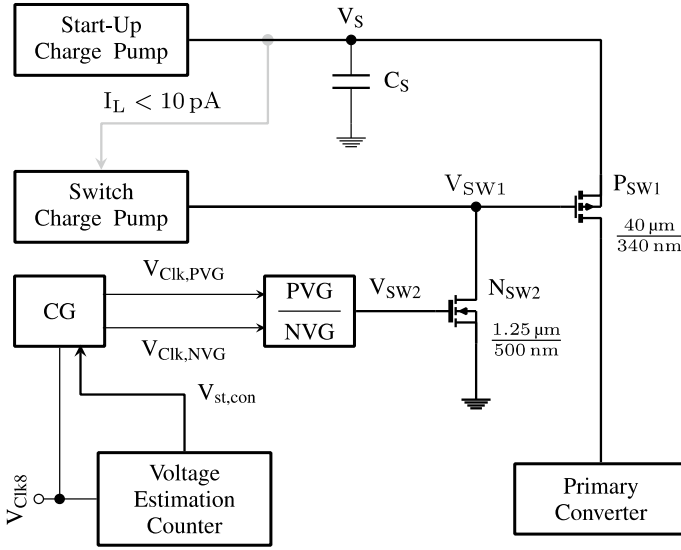 Start-Up
Charge Pump
V_S
C_S
I_L < 10 pA
Switch
Charge Pump
V_SW1
P_SW1
40 μm
340 nm
V_Clk,PVG
CG
PVG
NVG
V_SW2
N_SW2
1.25 μm
500 nm
V_Clk,NVG
V_st,con
V_Clk8
Voltage
Estimation
Counter
Primary
Converter